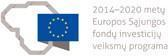 2014–2020 metų
Europos Sąjungos
fondų investicijų
veiksmų programa